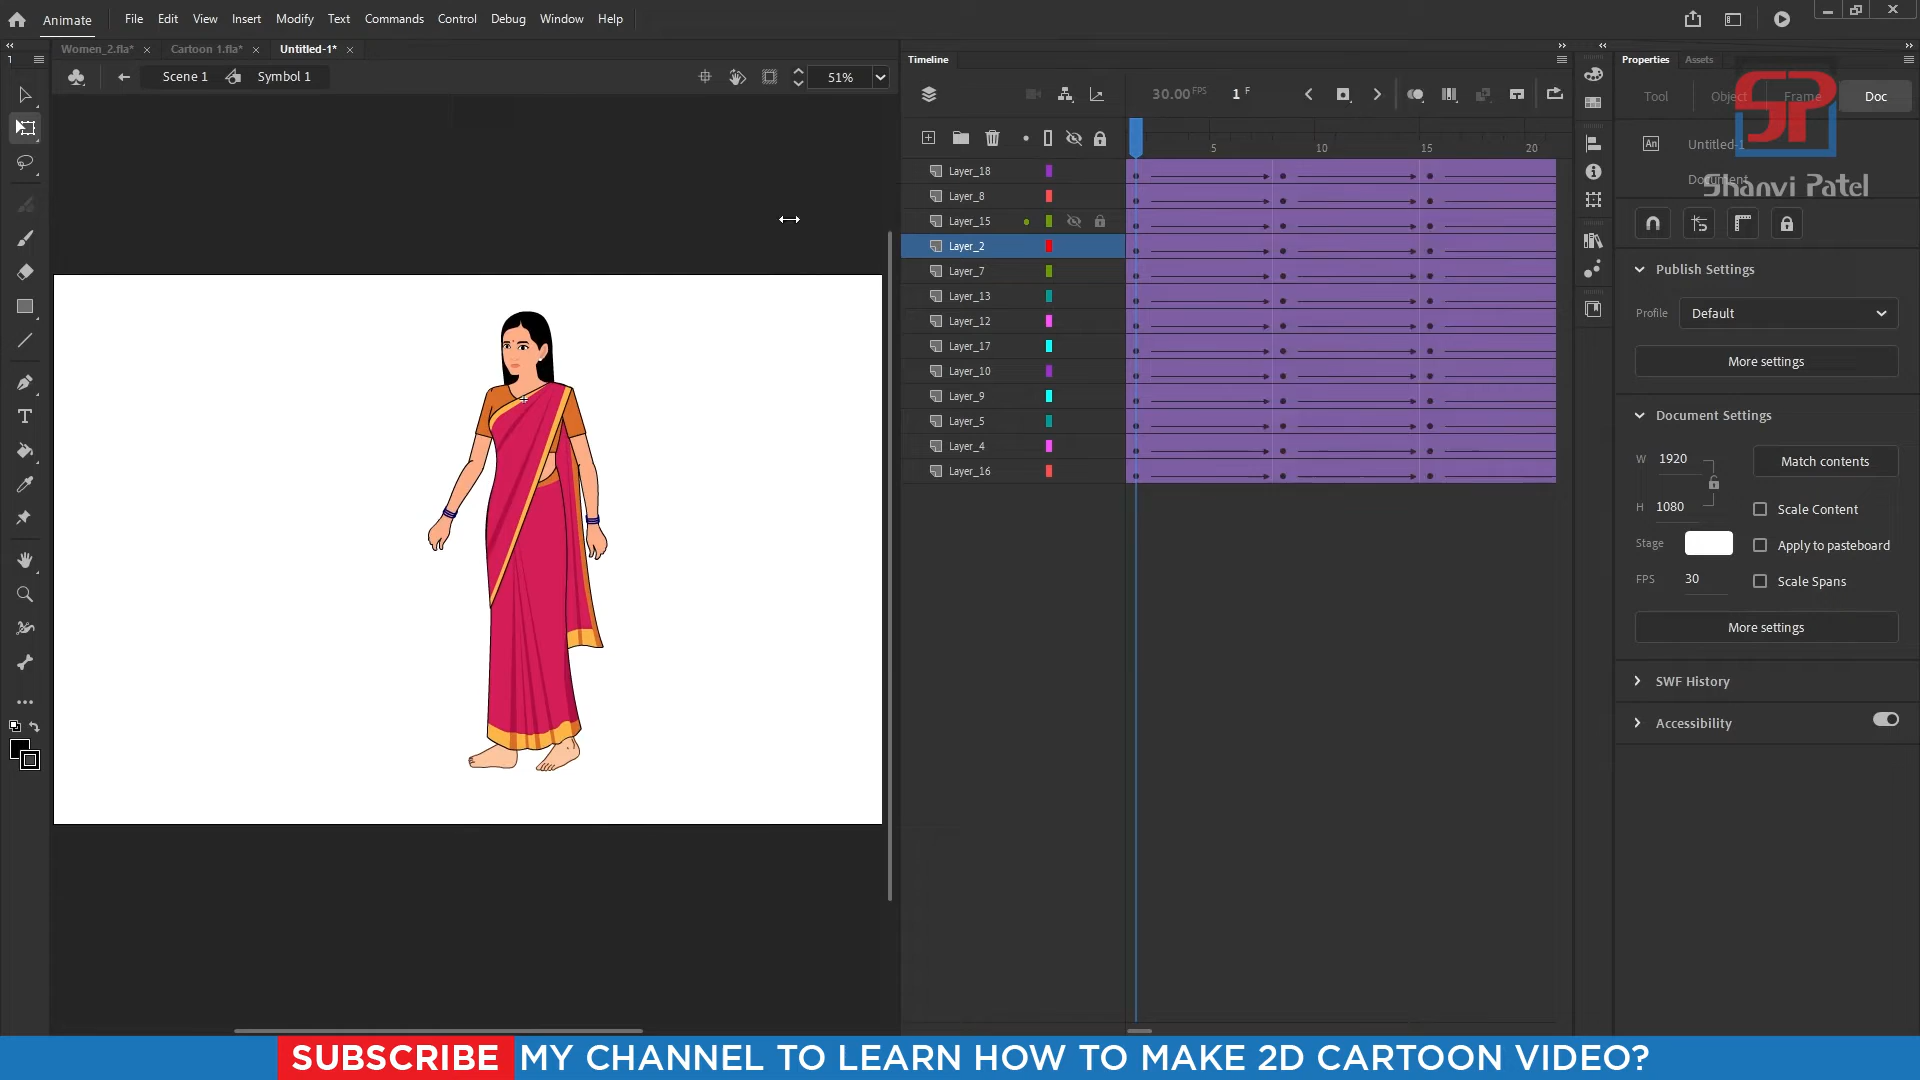 Animate File Edit View Insert Modify Text Commands Control Debug Window Help
Women_2.fla* Cartoon 1.fla* Untitled-1*
Scene 1 Symbol 1 51%
Timeline
30.00 FPS 1 F
5 10 15 20
Layer_18
Layer_8
Layer_15
Layer_2
Layer_7
Layer_13
Layer_12
Layer_17
Layer_10
Layer_9
Layer_5
Layer_4
Layer_16
Properties Assets
Tool Object Frame Doc
An Untitled-1
Document
SP
Shanvi Patel
Publish Settings
Profile Default
More settings
Document Settings
W 1920 Match contents
H 1080 Scale Content
Stage Apply to pasteboard
FPS 30 Scale Spans
More settings
SWF History
Accessibility
SUBSCRIBE MY CHANNEL TO LEARN HOW TO MAKE 2D CARTOON VIDEO?